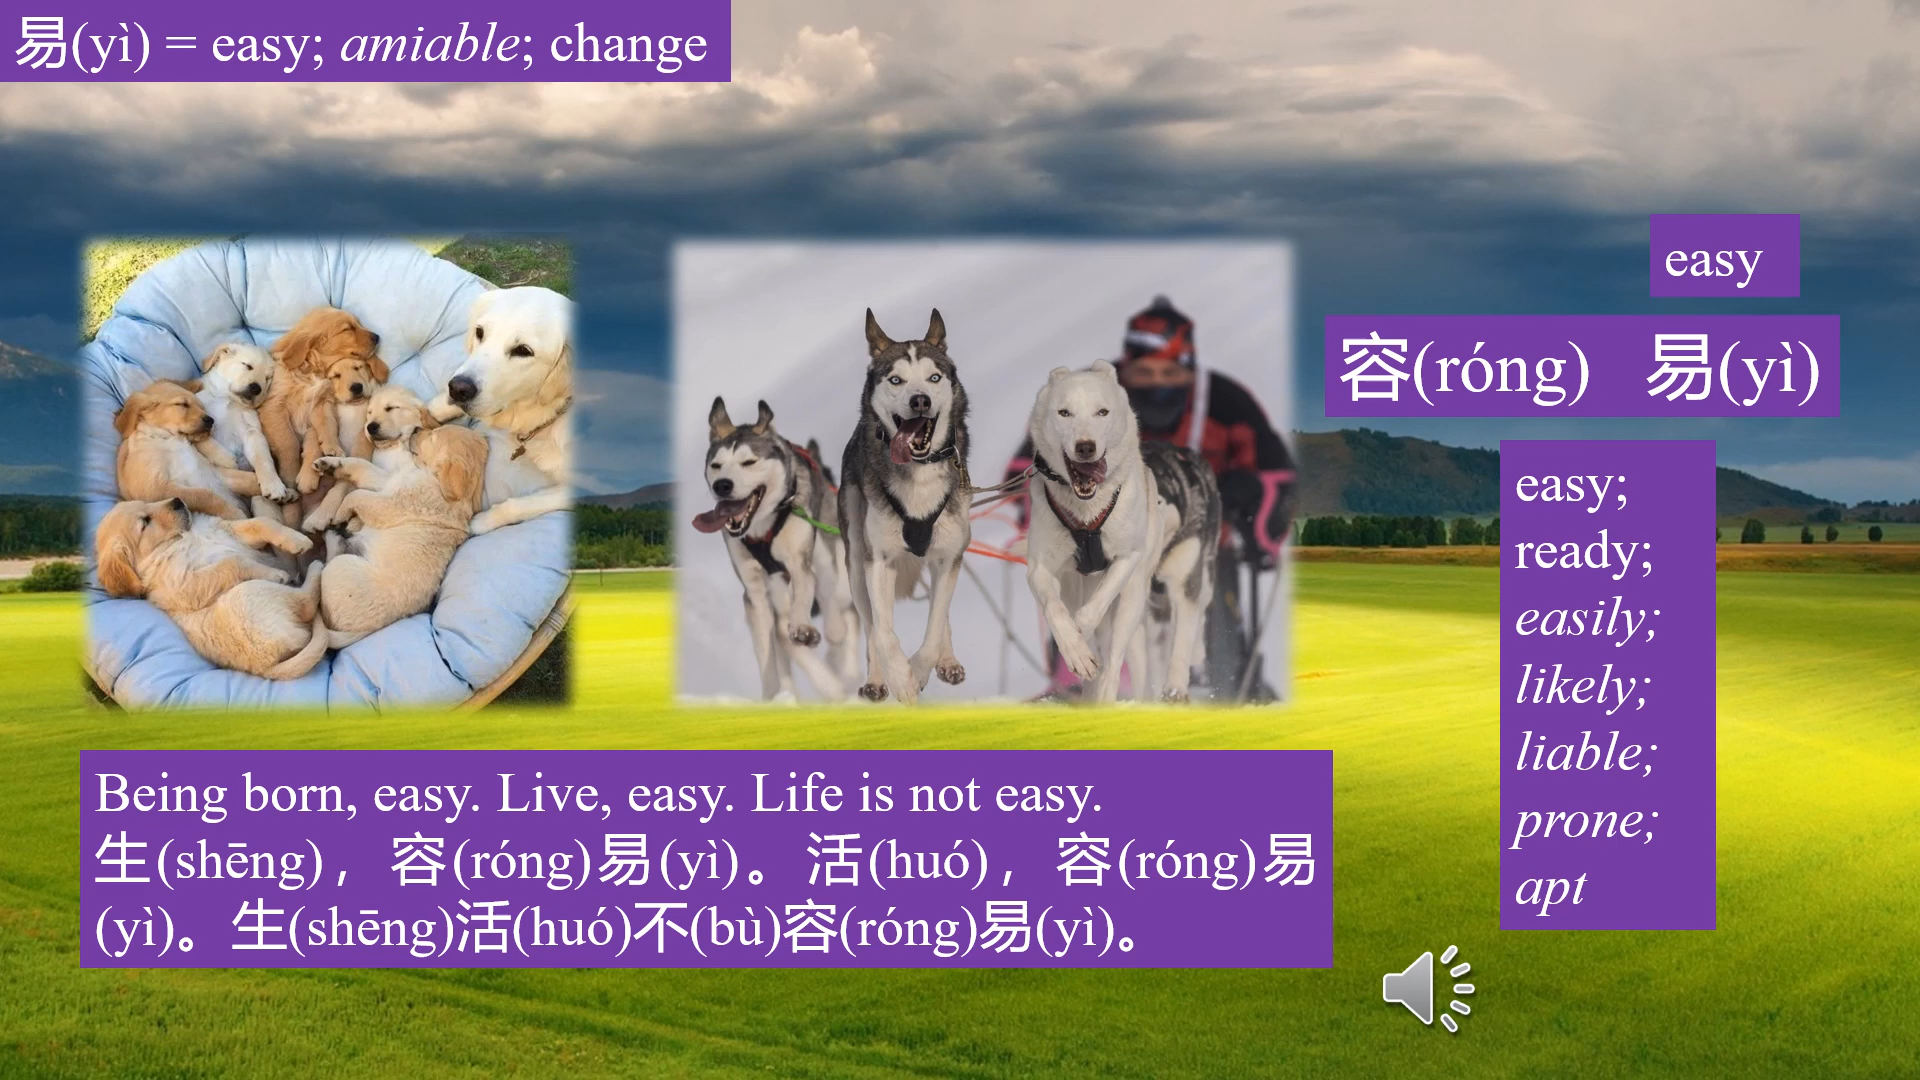 易(yì) = easy; amiable; change
easy
容(róng) 易(yì)
easy;
ready;
easily;
likely;
liable;
prone;
apt
Being born, easy. Live, easy. Life is not easy.
生(shēng)，容(róng)易(yì)。活(huó)，容(róng)易
(yì)。生(shēng)活(huó)不(bù)容(róng)易(yì)。